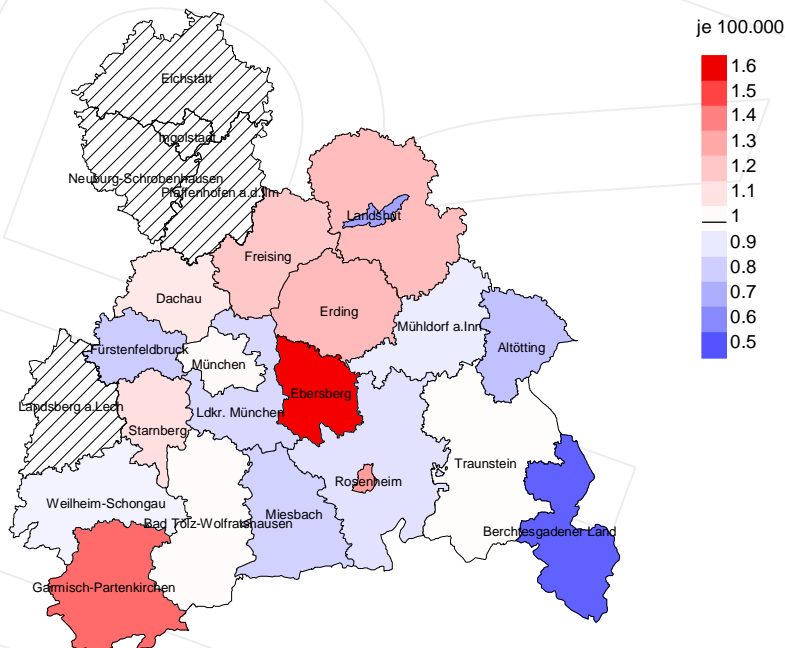 je 100.000
1.6
1.5
1.4
1.3
1.2
1.1
1
0.9
0.8
0.7
0.6
0.5
Eichstätt
Ingolstadt
Neuburg-Schrobenhausen
Pfaffenhofen a.d.Ilm
Landshut
Freising
Dachau
Erding
Mühldorf a.Inn
Altötting
Fürstenfeldbruck
München
Ebersberg
Landsberg a.Lech
Ldkr. München
Starnberg
Traunstein
Rosenheim
Weilheim-Schongau
Miesbach
Bad Tölz-Wolfratshausen
Berchtesgadener Land
Garmisch-Partenkirchen